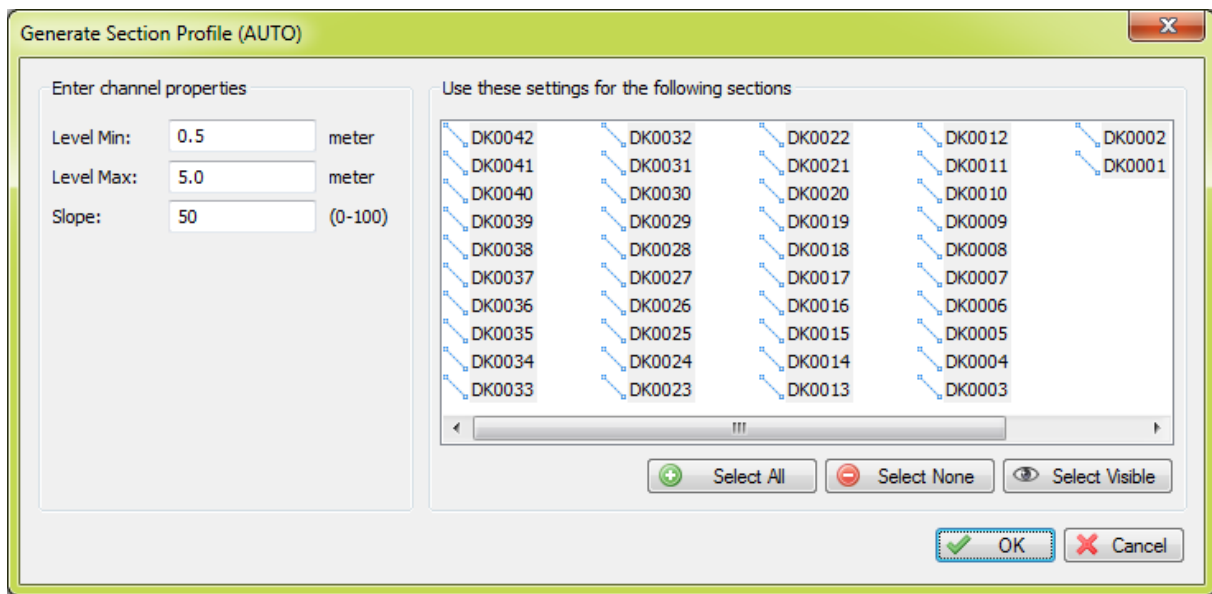 Generate Section Profile (AUTO)
Enter channel properties
Level Min: 0.5 meter
Level Max: 5.0 meter
Slope: 50 (0-100)
Use these settings for the following sections
DK0042 DK0032 DK0022 DK0012 DK0002
DK0041 DK0031 DK0021 DK0011 DK0001
DK0040 DK0030 DK0020 DK0010
DK0039 DK0029 DK0019 DK0009
DK0038 DK0028 DK0018 DK0008
DK0037 DK0027 DK0017 DK0007
DK0036 DK0026 DK0016 DK0006
DK0035 DK0025 DK0015 DK0005
DK0034 DK0024 DK0014 DK0004
DK0033 DK0023 DK0013 DK0003
Select All Select None Select Visible
OK Cancel